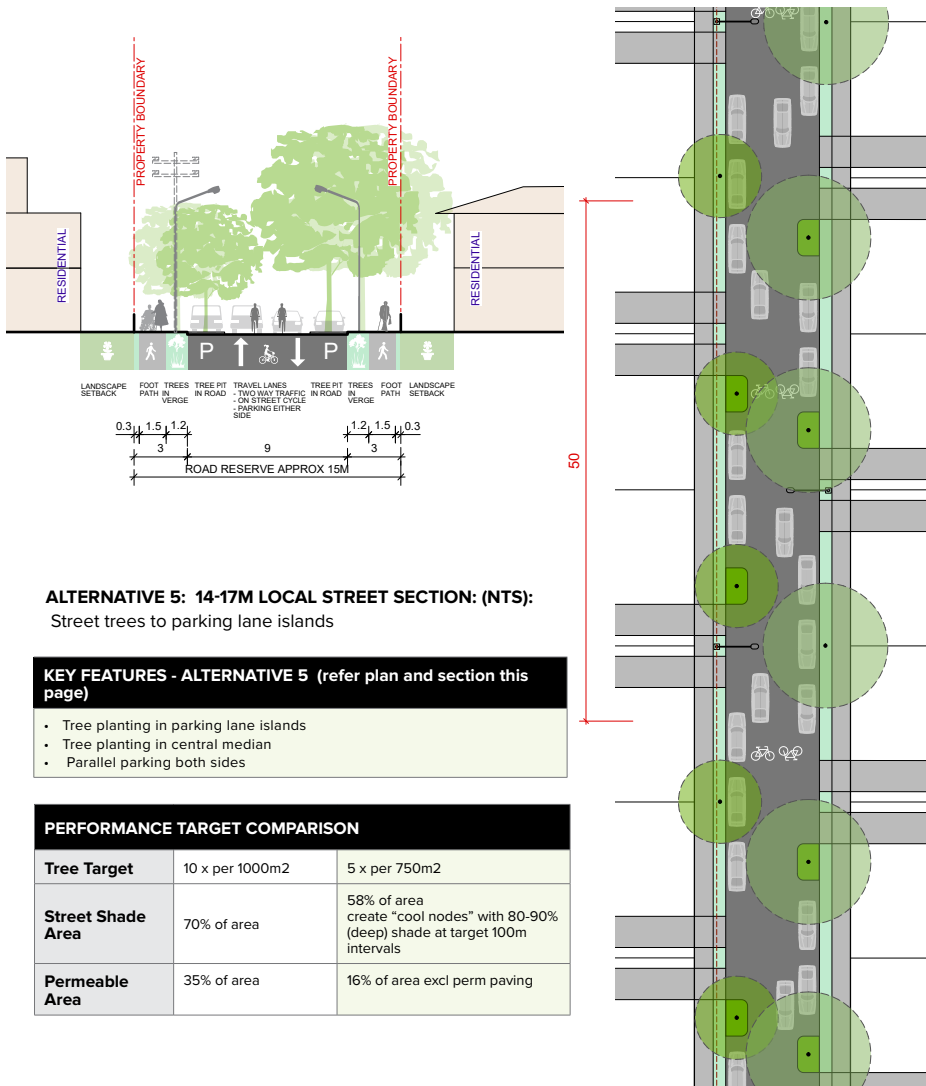 PROPERTY BOUNDARY
PROPERTY BOUNDARY
RESIDENTIAL
RESIDENTIAL
P
P
LANDSCAPE
SETBACK
FOOT
PATH
TREES
IN
VERGE
TREE PIT
IN ROAD
TRAVEL LANES
- TWO WAY TRAFFIC
- ON STREET CYCLE
- PARKING EITHER
SIDE
TREE PIT
IN ROAD
TREES
IN
VERGE
FOOT
PATH
LANDSCAPE
SETBACK
0.3 1.5 1.2 1.2 1.5 0.3
3 9 3
ROAD RESERVE APPROX 15M
50
ALTERNATIVE 5: 14-17M LOCAL STREET SECTION: (NTS):
Street trees to parking lane islands
KEY FEATURES - ALTERNATIVE 5 (refer plan and section this
page)
• Tree planting in parking lane islands
• Tree planting in central median
• Parallel parking both sides
PERFORMANCE TARGET COMPARISON
Tree Target 10 x per 1000m2 5 x per 750m2
Street Shade
Area
70% of area
58% of area
create “cool nodes” with 80-90%
(deep) shade at target 100m
intervals
Permeable
Area
35% of area
16% of area excl perm paving